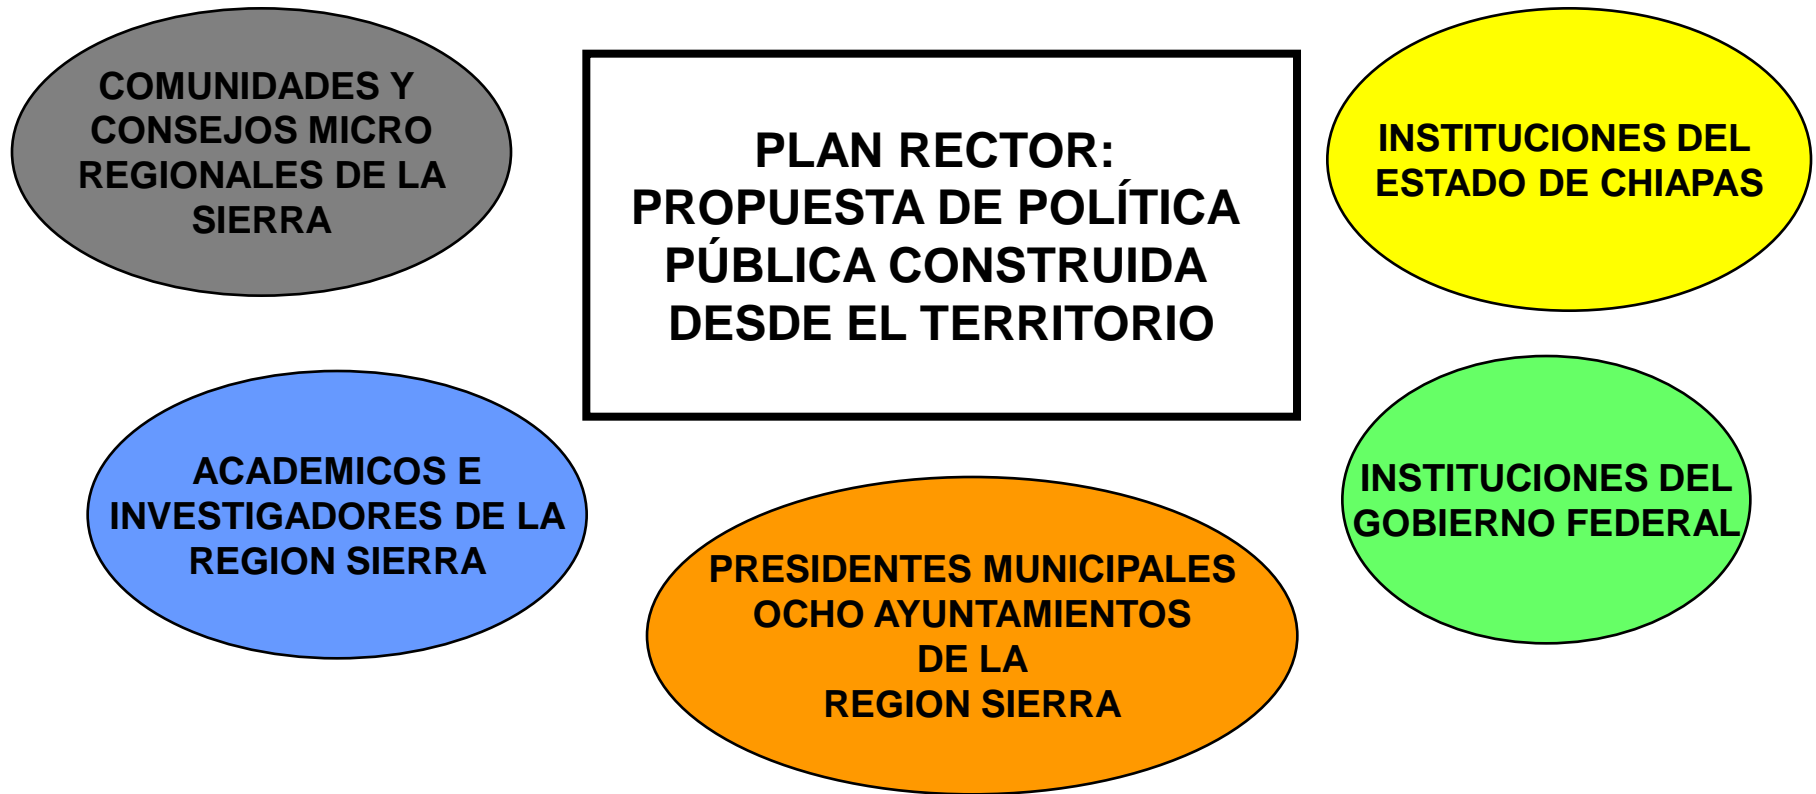 COMUNIDADES Y
CONSEJOS MICRO
REGIONALES DE LA
SIERRA
PLAN RECTOR:
PROPUESTA DE POLÍTICA
PÚBLICA CONSTRUIDA
DESDE EL TERRITORIO
INSTITUCIONES DEL
ESTADO DE CHIAPAS
ACADEMICOS E
INVESTIGADORES DE LA
REGION SIERRA
PRESIDENTES MUNICIPALES
OCHO AYUNTAMIENTOS
DE LA
REGION SIERRA
INSTITUCIONES DEL
GOBIERNO FEDERAL